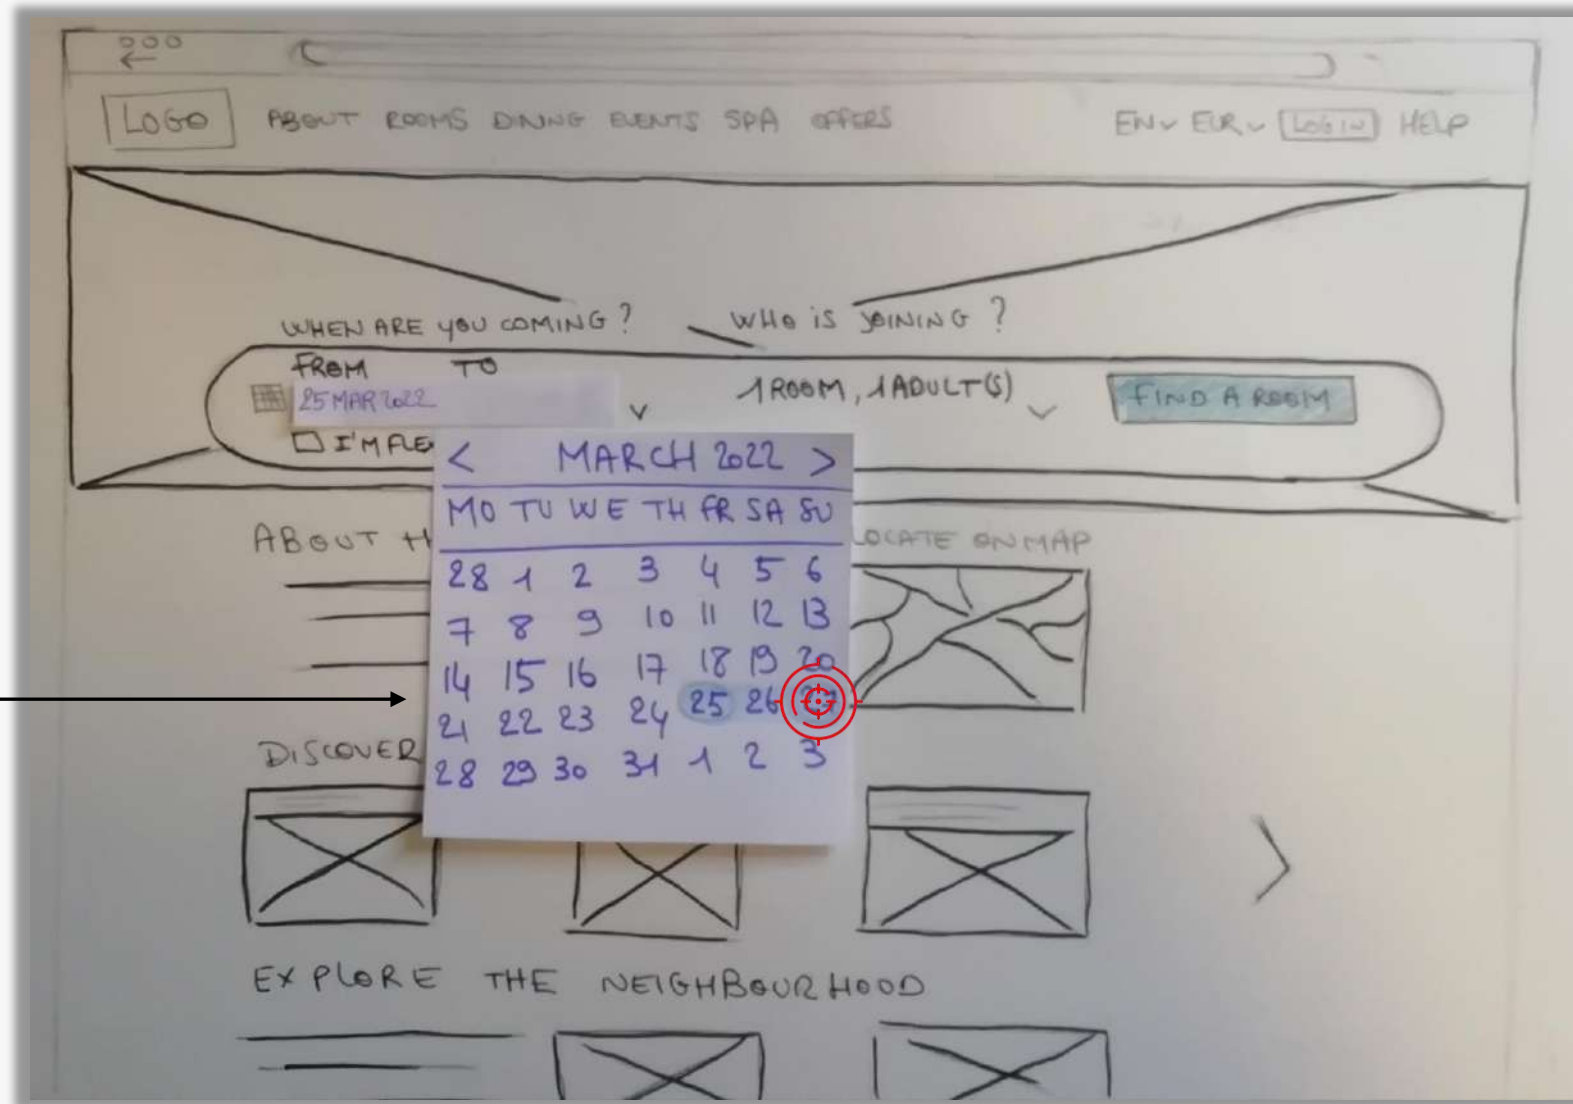 LOGO ABOUT ROOMS DINING EVENTS SPA OFFERS EN EUR LOG IN HELP
WHEN ARE YOU COMING? WHO IS JOINING?
FROM TO
25 MAR 2022 1 ROOM, 1 ADULT(S) FIND A ROOM
I'M FLE
< MARCH 2022 >
MO TU WE TH FR SA SU
28 1 2 3 4 5 6
7 8 9 10 11 12 13
14 15 16 17 18 19 20
21 22 23 24 25 26 27
28 29 30 31 1 2 3
ABOUT H LOCATE ON MAP
DISCOVER
EXPLORE THE NEIGHBOURHOOD